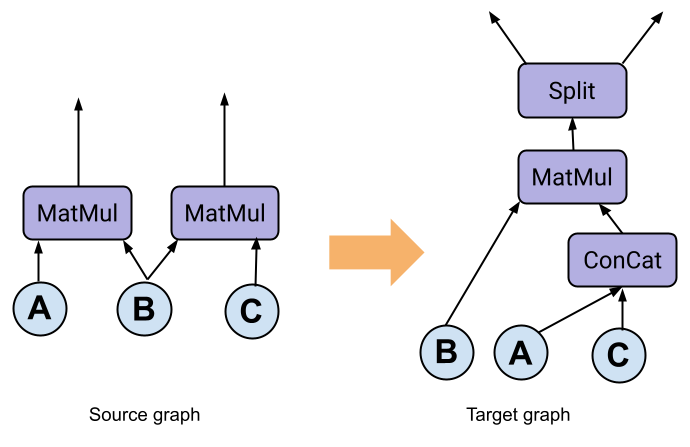 MatMul
MatMul
A
B
C
Source graph
Split
MatMul
ConCat
B
A
C
Target graph